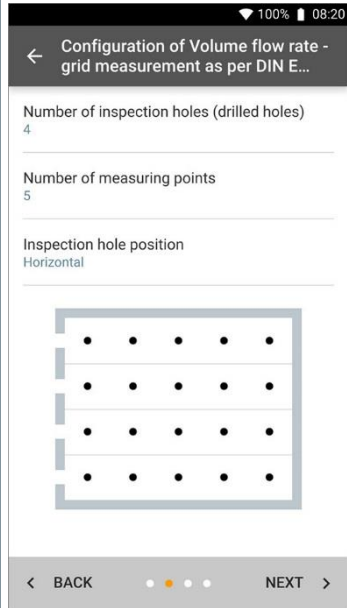 100% 08:20
Configuration of Volume flow rate -
grid measurement as per DIN E...
Number of inspection holes (drilled holes)
4
Number of measuring points
5
Inspection hole position
Horizontal
BACK NEXT